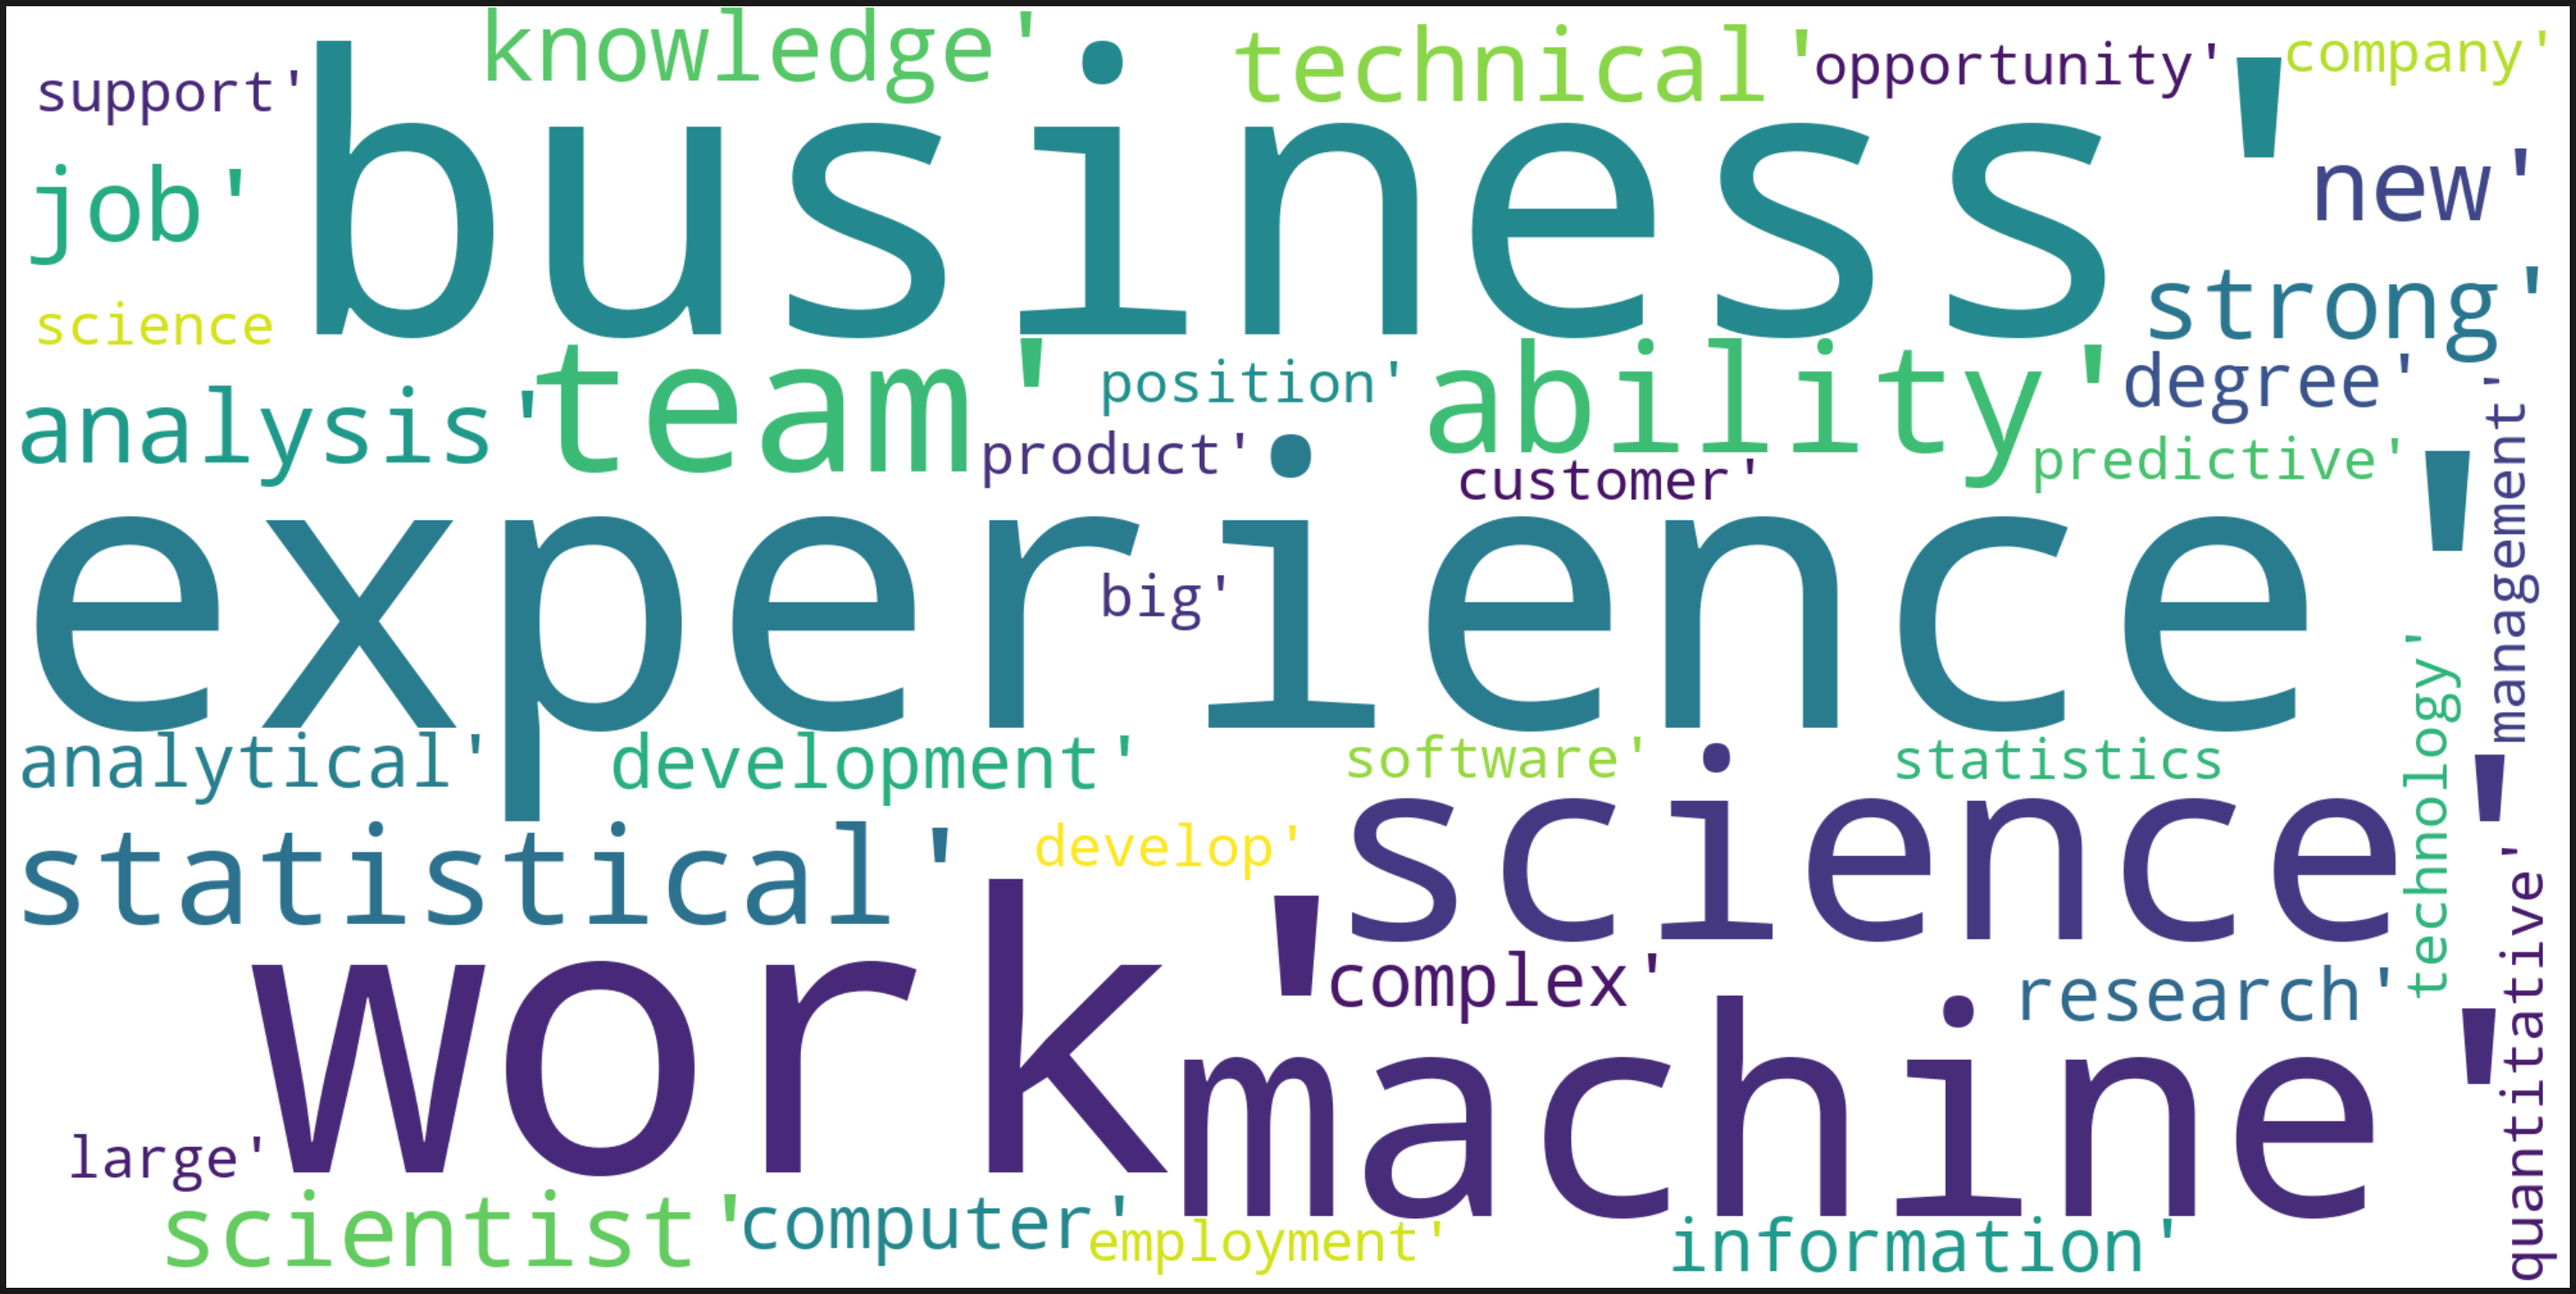 knowledge'
technical'
opportunity'
company'
support'
business'
job'
new'
science
strong'
analysis'
team'
position'
ability'
degree'
product'
customer'
predictive'
management'
experience'
big'
technology'
analytical'
development'
software'
statistics
statistical'
develop'
science'
quantitative'
work'
complex'
research'
machine'
large'
scientist'
computer'
employment'
information'